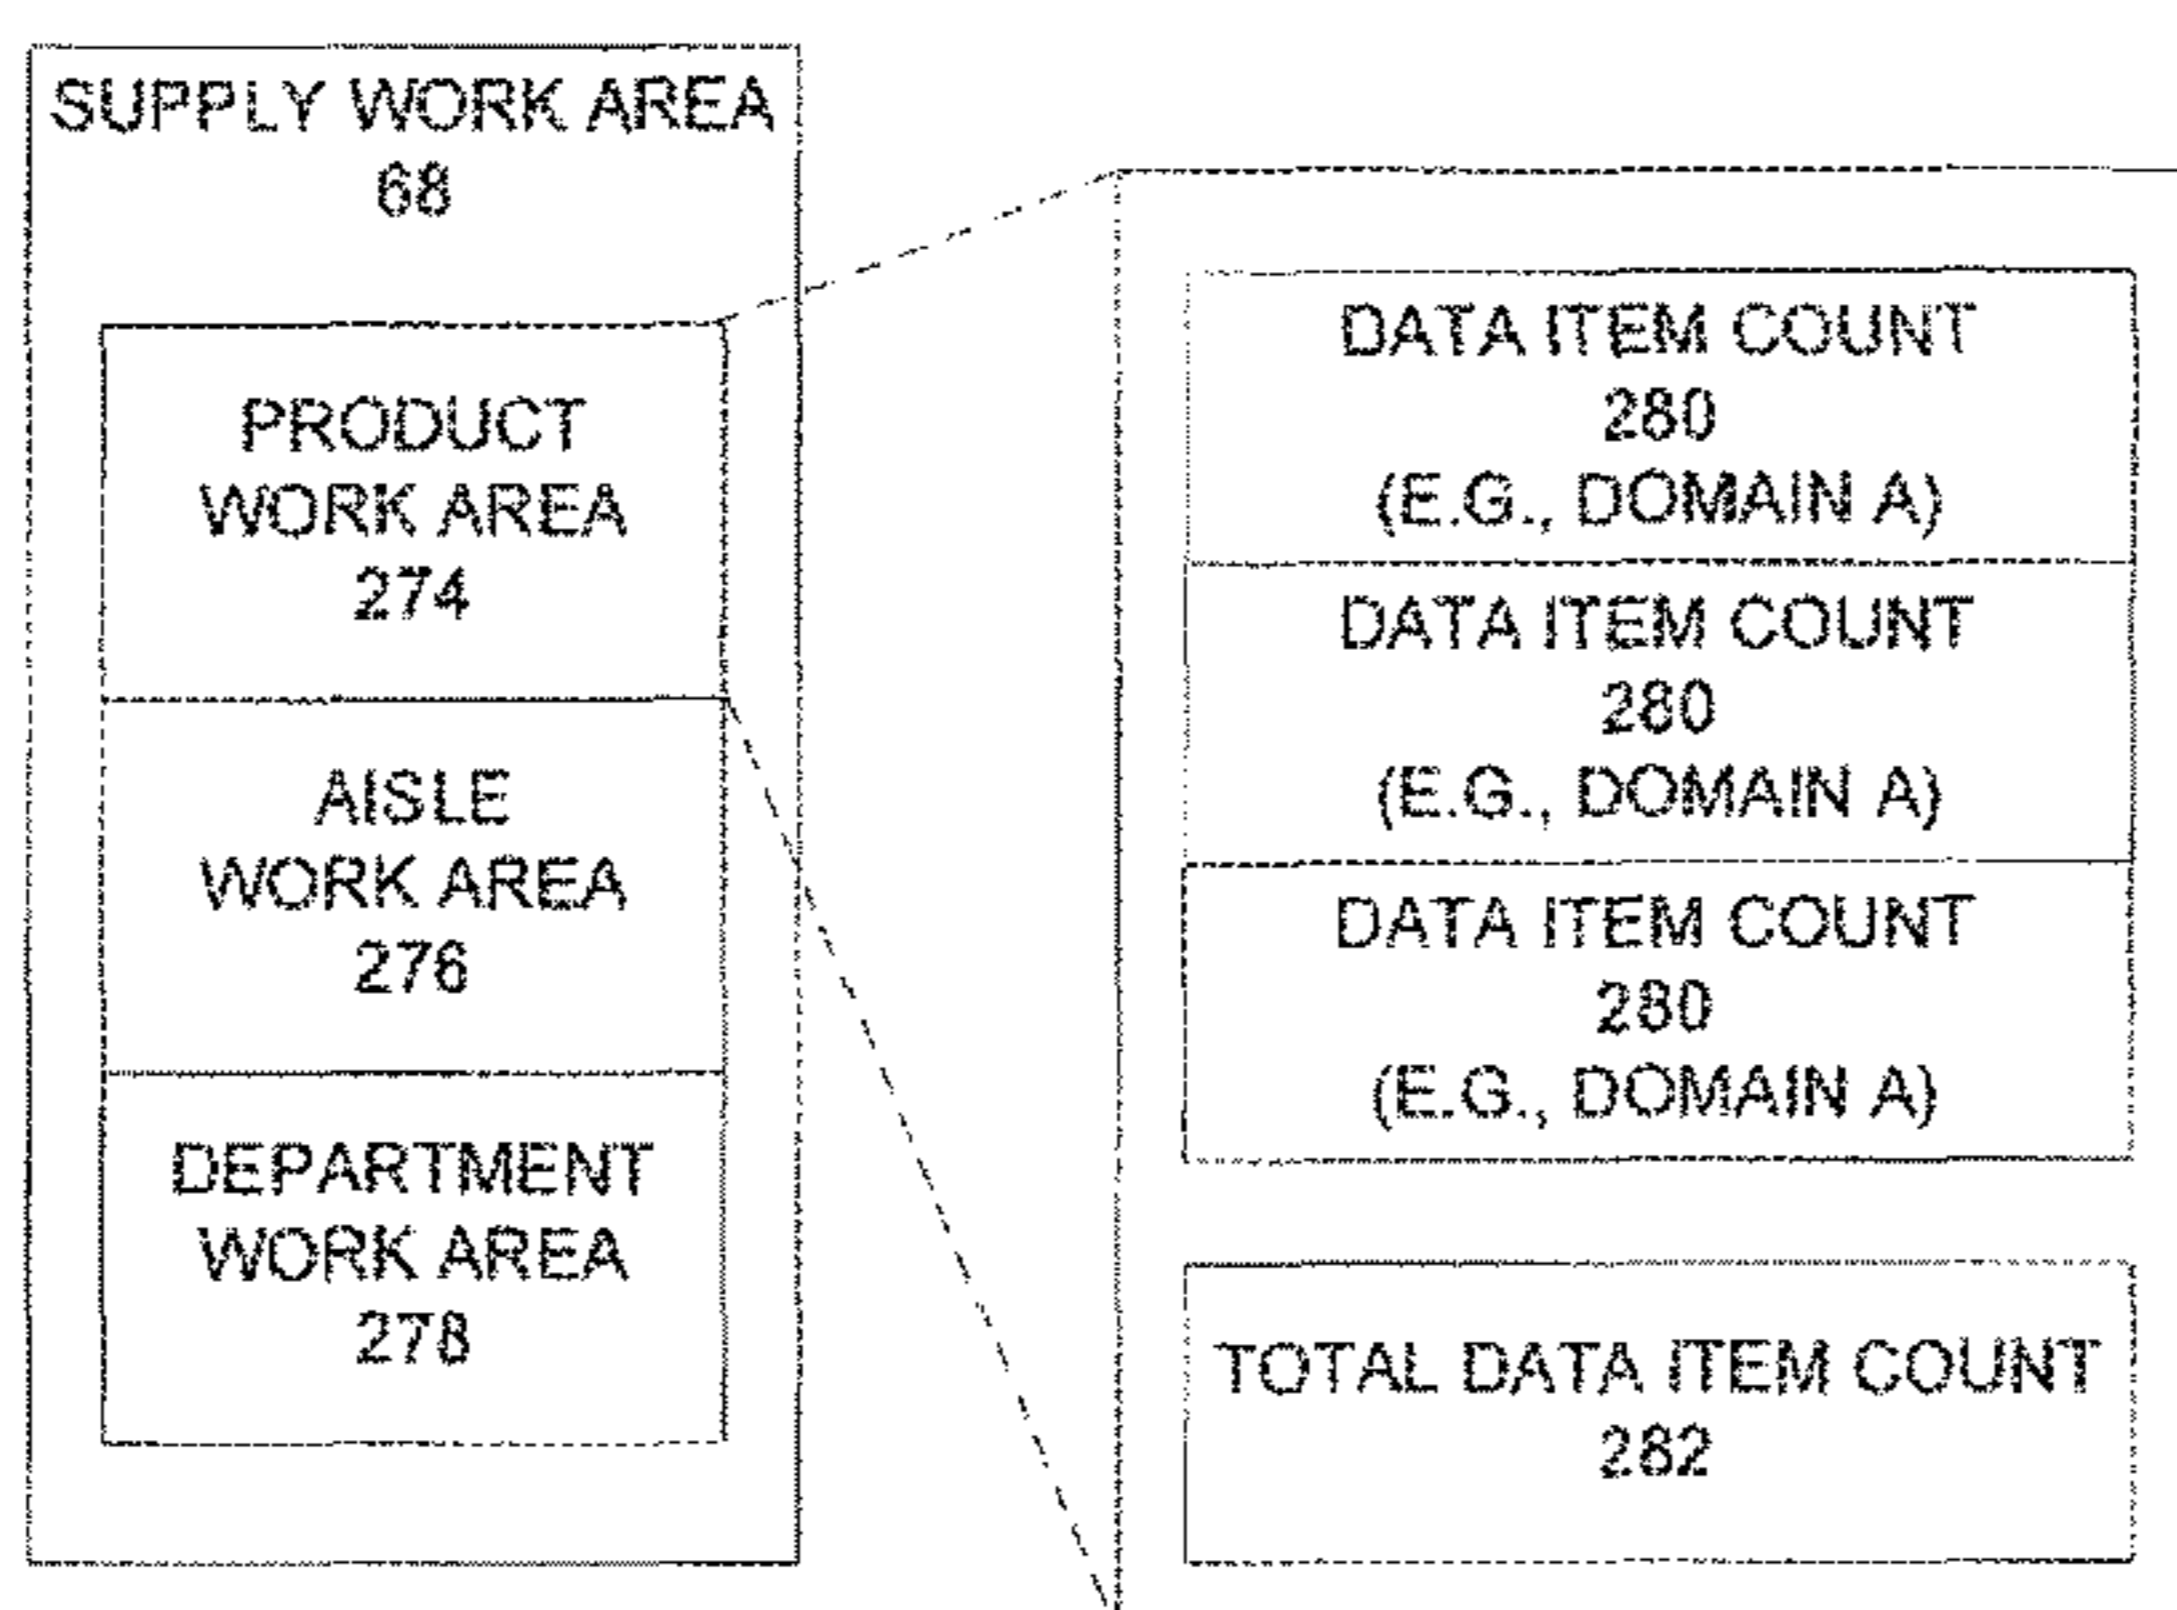 SUPPLY WORK AREA
68
PRODUCT
WORK AREA
274
AISLE
WORK AREA
276
DEPARTMENT
WORK AREA
278
DATA ITEM COUNT
280
(E.G., DOMAIN A)
DATA ITEM COUNT
280
(E.G., DOMAIN A)
DATA ITEM COUNT
280
(E.G., DOMAIN A)
TOTAL DATA ITEM COUNT
282